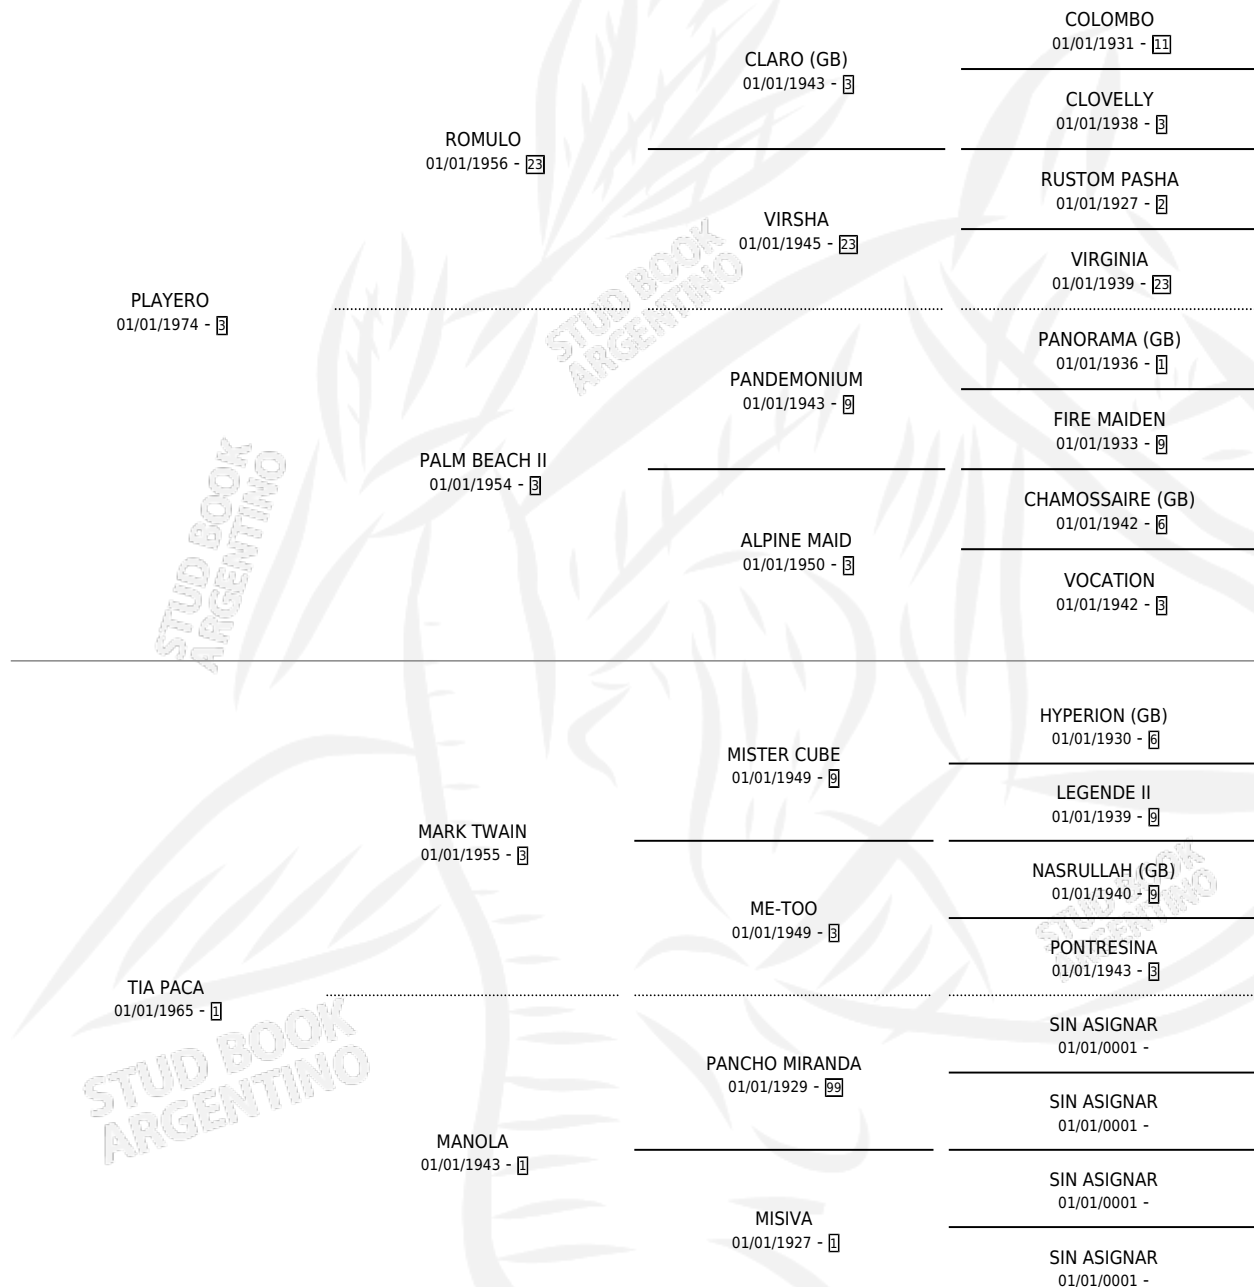 COLOMBO
01/01/1931 - 11
CLARO (GB)
01/01/1943 - 3
CLOVELLY
01/01/1938 - 3
ROMULO
01/01/1956 - 23
RUSTOM PASHA
01/01/1927 - 2
VIRSHA
01/01/1945 - 23
VIRGINIA
01/01/1939 - 23
PLAYERO
01/01/1974 - 3
PANORAMA (GB)
01/01/1936 - 1
PANDEMONIUM
01/01/1943 - 9
FIRE MAIDEN
01/01/1933 - 9
PALM BEACH II
01/01/1954 - 3
CHAMOSSAIRE (GB)
01/01/1942 - 6
ALPINE MAID
01/01/1950 - 3
VOCATION
01/01/1942 - 3
HYPERION (GB)
01/01/1930 - 6
MISTER CUBE
01/01/1949 - 9
LEGENDE II
01/01/1939 - 9
MARK TWAIN
01/01/1955 - 3
NASRULLAH (GB)
01/01/1940 - 9
ME-TOO
01/01/1949 - 3
PONTRESINA
01/01/1943 - 3
TIA PACA
01/01/1965 - 1
SIN ASIGNAR
01/01/0001 -
PANCHO MIRANDA
01/01/1929 - 99
SIN ASIGNAR
01/01/0001 -
MANOLA
01/01/1943 - 1
SIN ASIGNAR
01/01/0001 -
MISIVA
01/01/1927 - 1
SIN ASIGNAR
01/01/0001 -
STUD BOOK
ARGENTINO
STUD BOOK
ARGENTINO
STUD BOOK
ARGENTINO
STUD BOOK
ARGENTINO